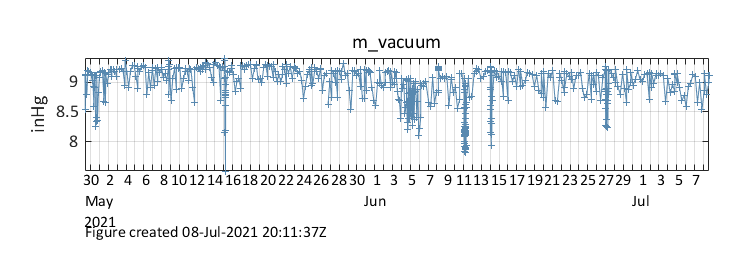 m_vacuum
9
8.5
8
inHg
30 2 4 6 8 10 12 14 16 18 20 22 24 26 28 30 1 3 5 7 9 11 13 15 17 19 21 23 25 27 29 1 3 5 7
May Jun Jul
2021
Figure created 08-Jul-2021 20:11:37Z